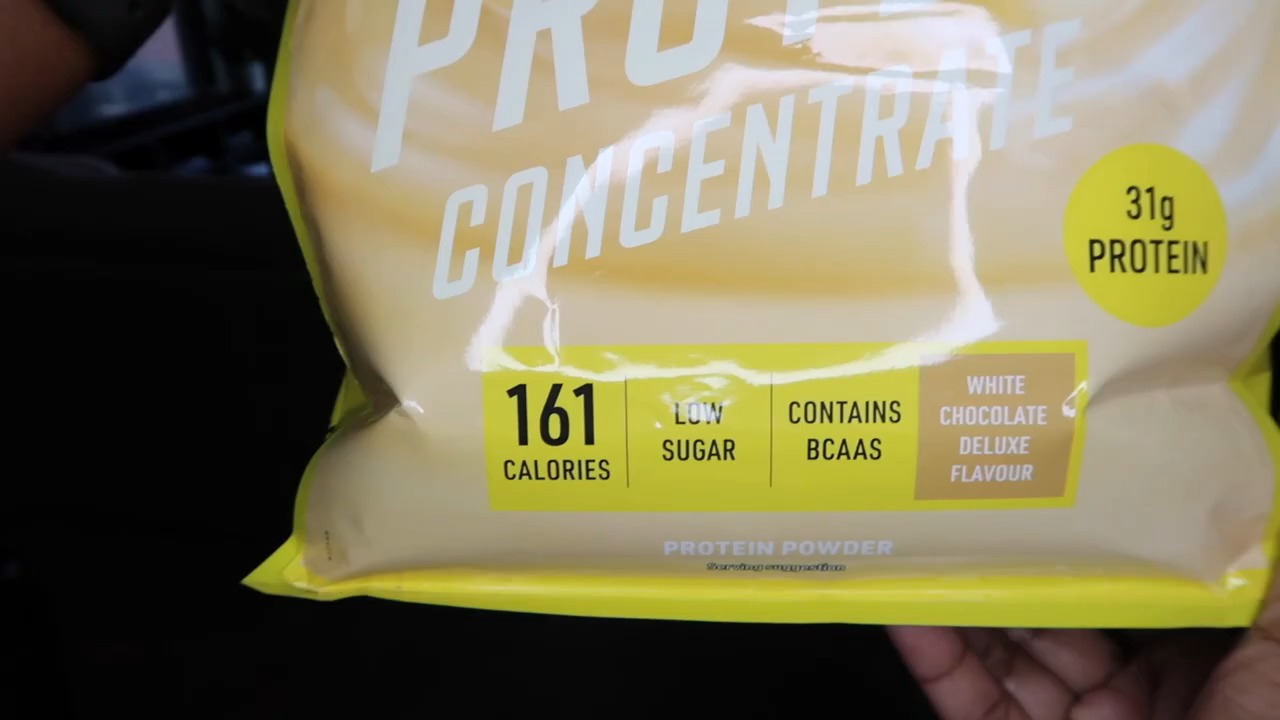 CONCENTRATE
31g
PROTEIN
161
CALORIES
LOW
SUGAR
CONTAINS
BCAAS
WHITE
CHOCOLATE
DELUXE
FLAVOUR
PROTEIN POWDER
Serving suggestion